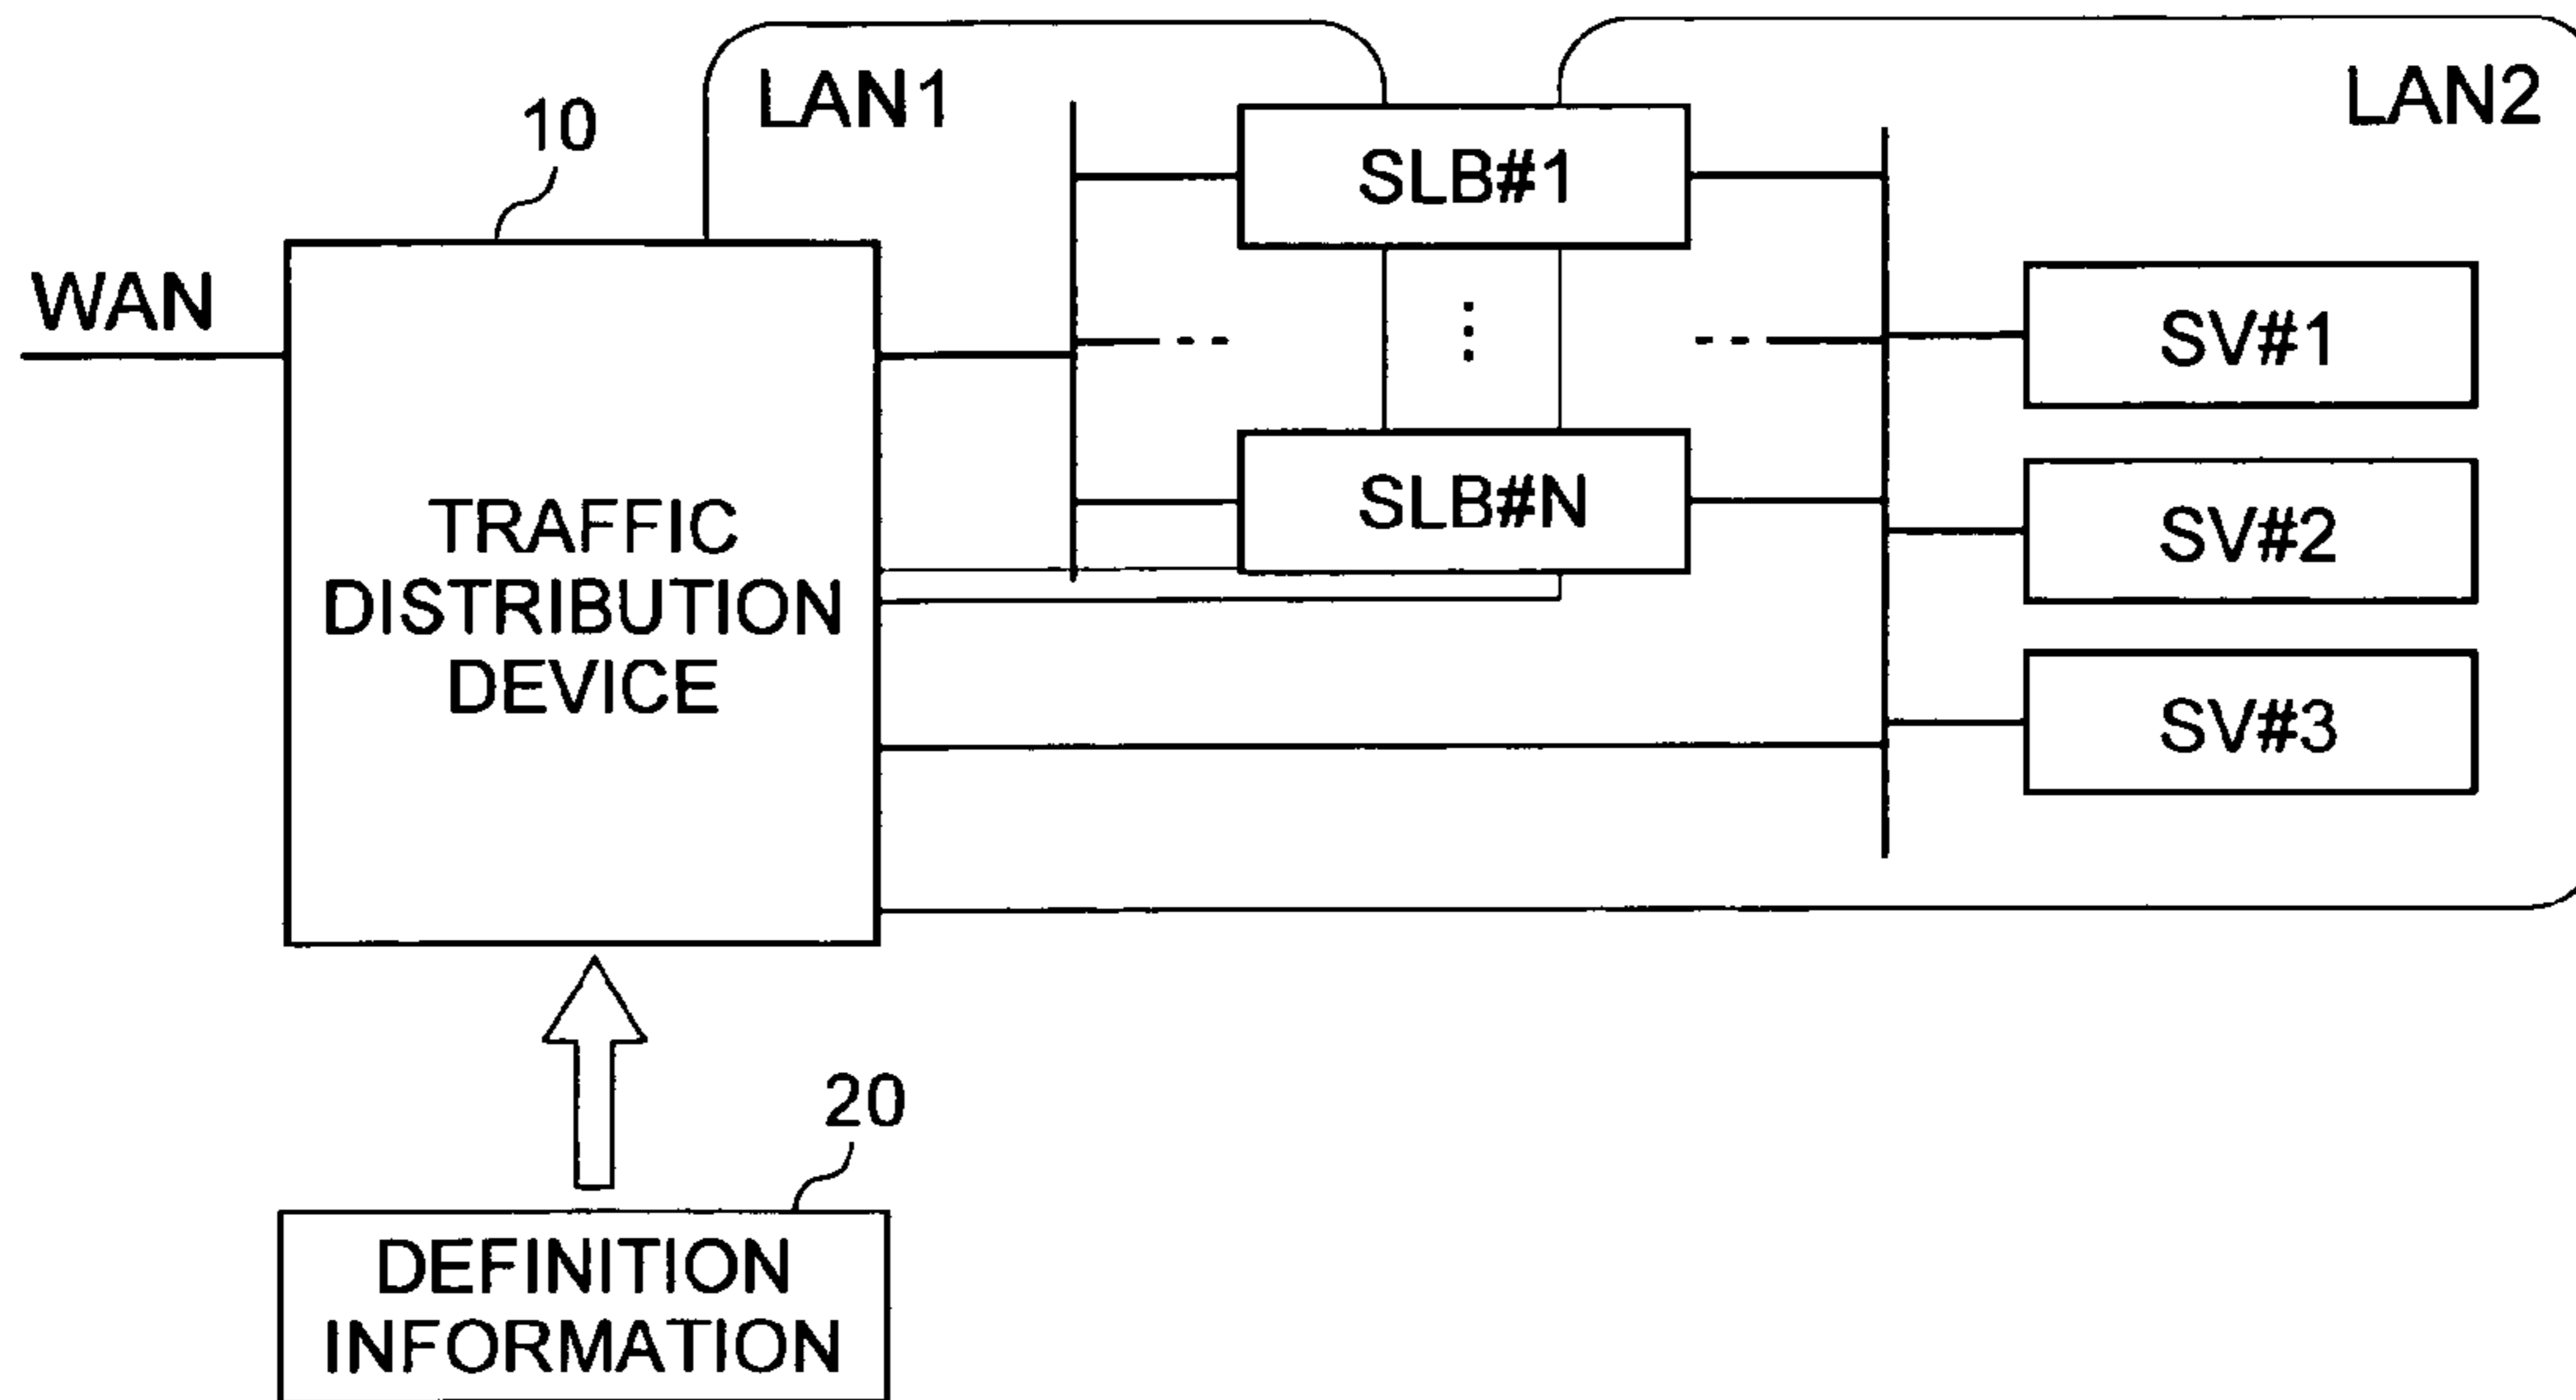 LAN1
LAN2
10
SLB#1
WAN
SV#1
SLB#N
TRAFFIC
DISTRIBUTION
DEVICE
SV#2
SV#3
20
DEFINITION
INFORMATION